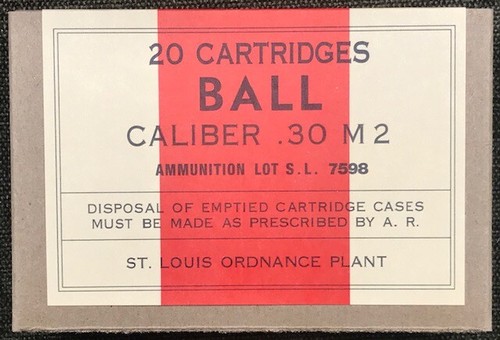 20 CARTRIDGES
BALL
CALIBER .30 M2
AMMUNITION LOT S.L. 7598
DISPOSAL OF EMPTIED CARTRIDGE CASES
MUST BE MADE AS PRESCRIBED BY A. R.
ST. LOUIS ORDNANCE PLANT